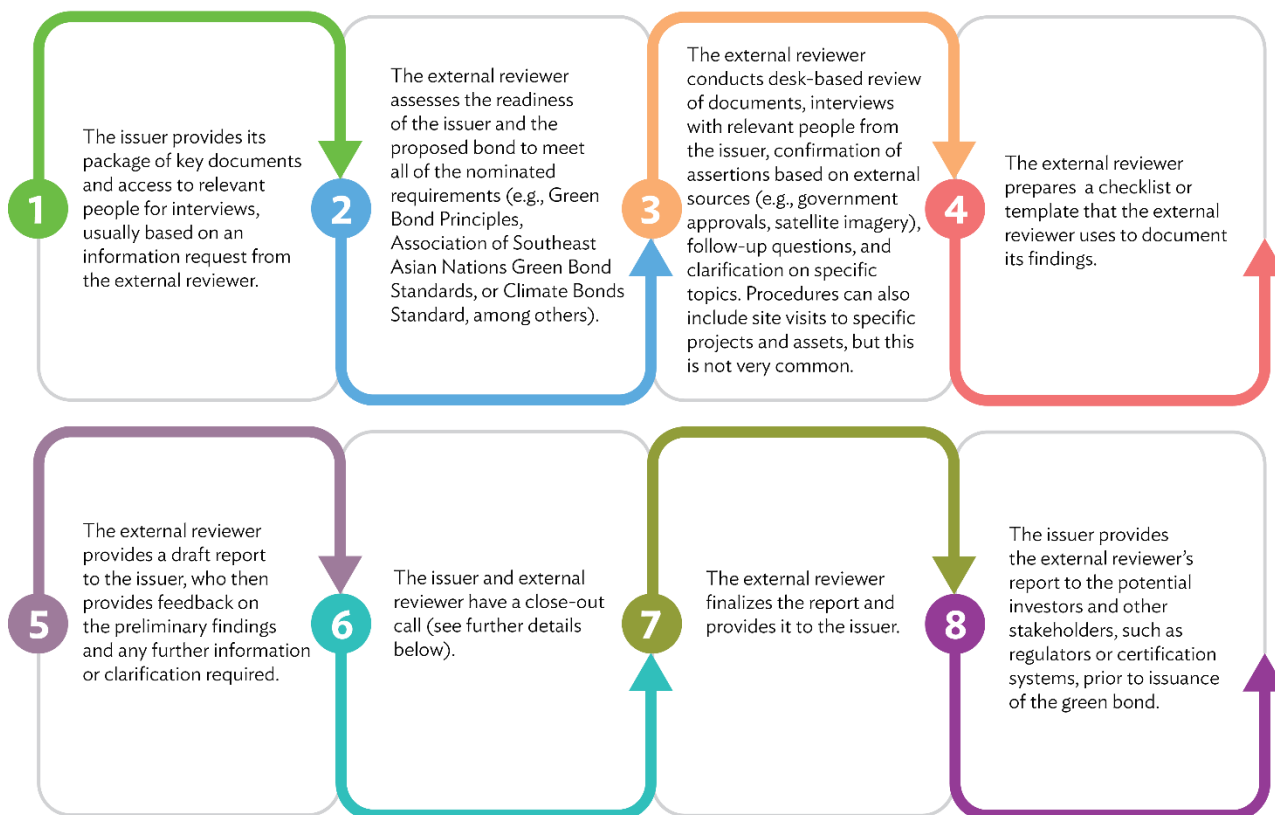 1
The issuer provides its
package of key documents
and access to relevant
people for interviews,
usually based on an
information request from
the external reviewer.
2
The external reviewer
assesses the readiness
of the issuer and the
proposed bond to meet
all of the nominated
requirements (e.g., Green
Bond Principles,
Association of Southeast
Asian Nations Green Bond
Standards, or Climate Bonds
Standard, among others).
3
The external reviewer
conducts desk-based review
of documents, interviews
with relevant people from
the issuer, confirmation of
assertions based on external
sources (e.g., government
approvals, satellite imagery),
follow-up questions, and
clarification on specific
topics. Procedures can also
include site visits to specific
projects and assets, but this
is not very common.
4
The external reviewer
prepares a checklist or
template that the external
reviewer uses to document
its findings.
5
The external reviewer
provides a draft report
to the issuer, who then
provides feedback on
the preliminary findings
and any further information
or clarification required.
6
The issuer and external
reviewer have a close-out
call (see further details
below).
7
The external reviewer
finalizes the report and
provides it to the issuer.
8
The issuer provides
the external reviewer's
report to the potential
investors and other
stakeholders, such as
regulators or certification
systems, prior to issuance
of the green bond.